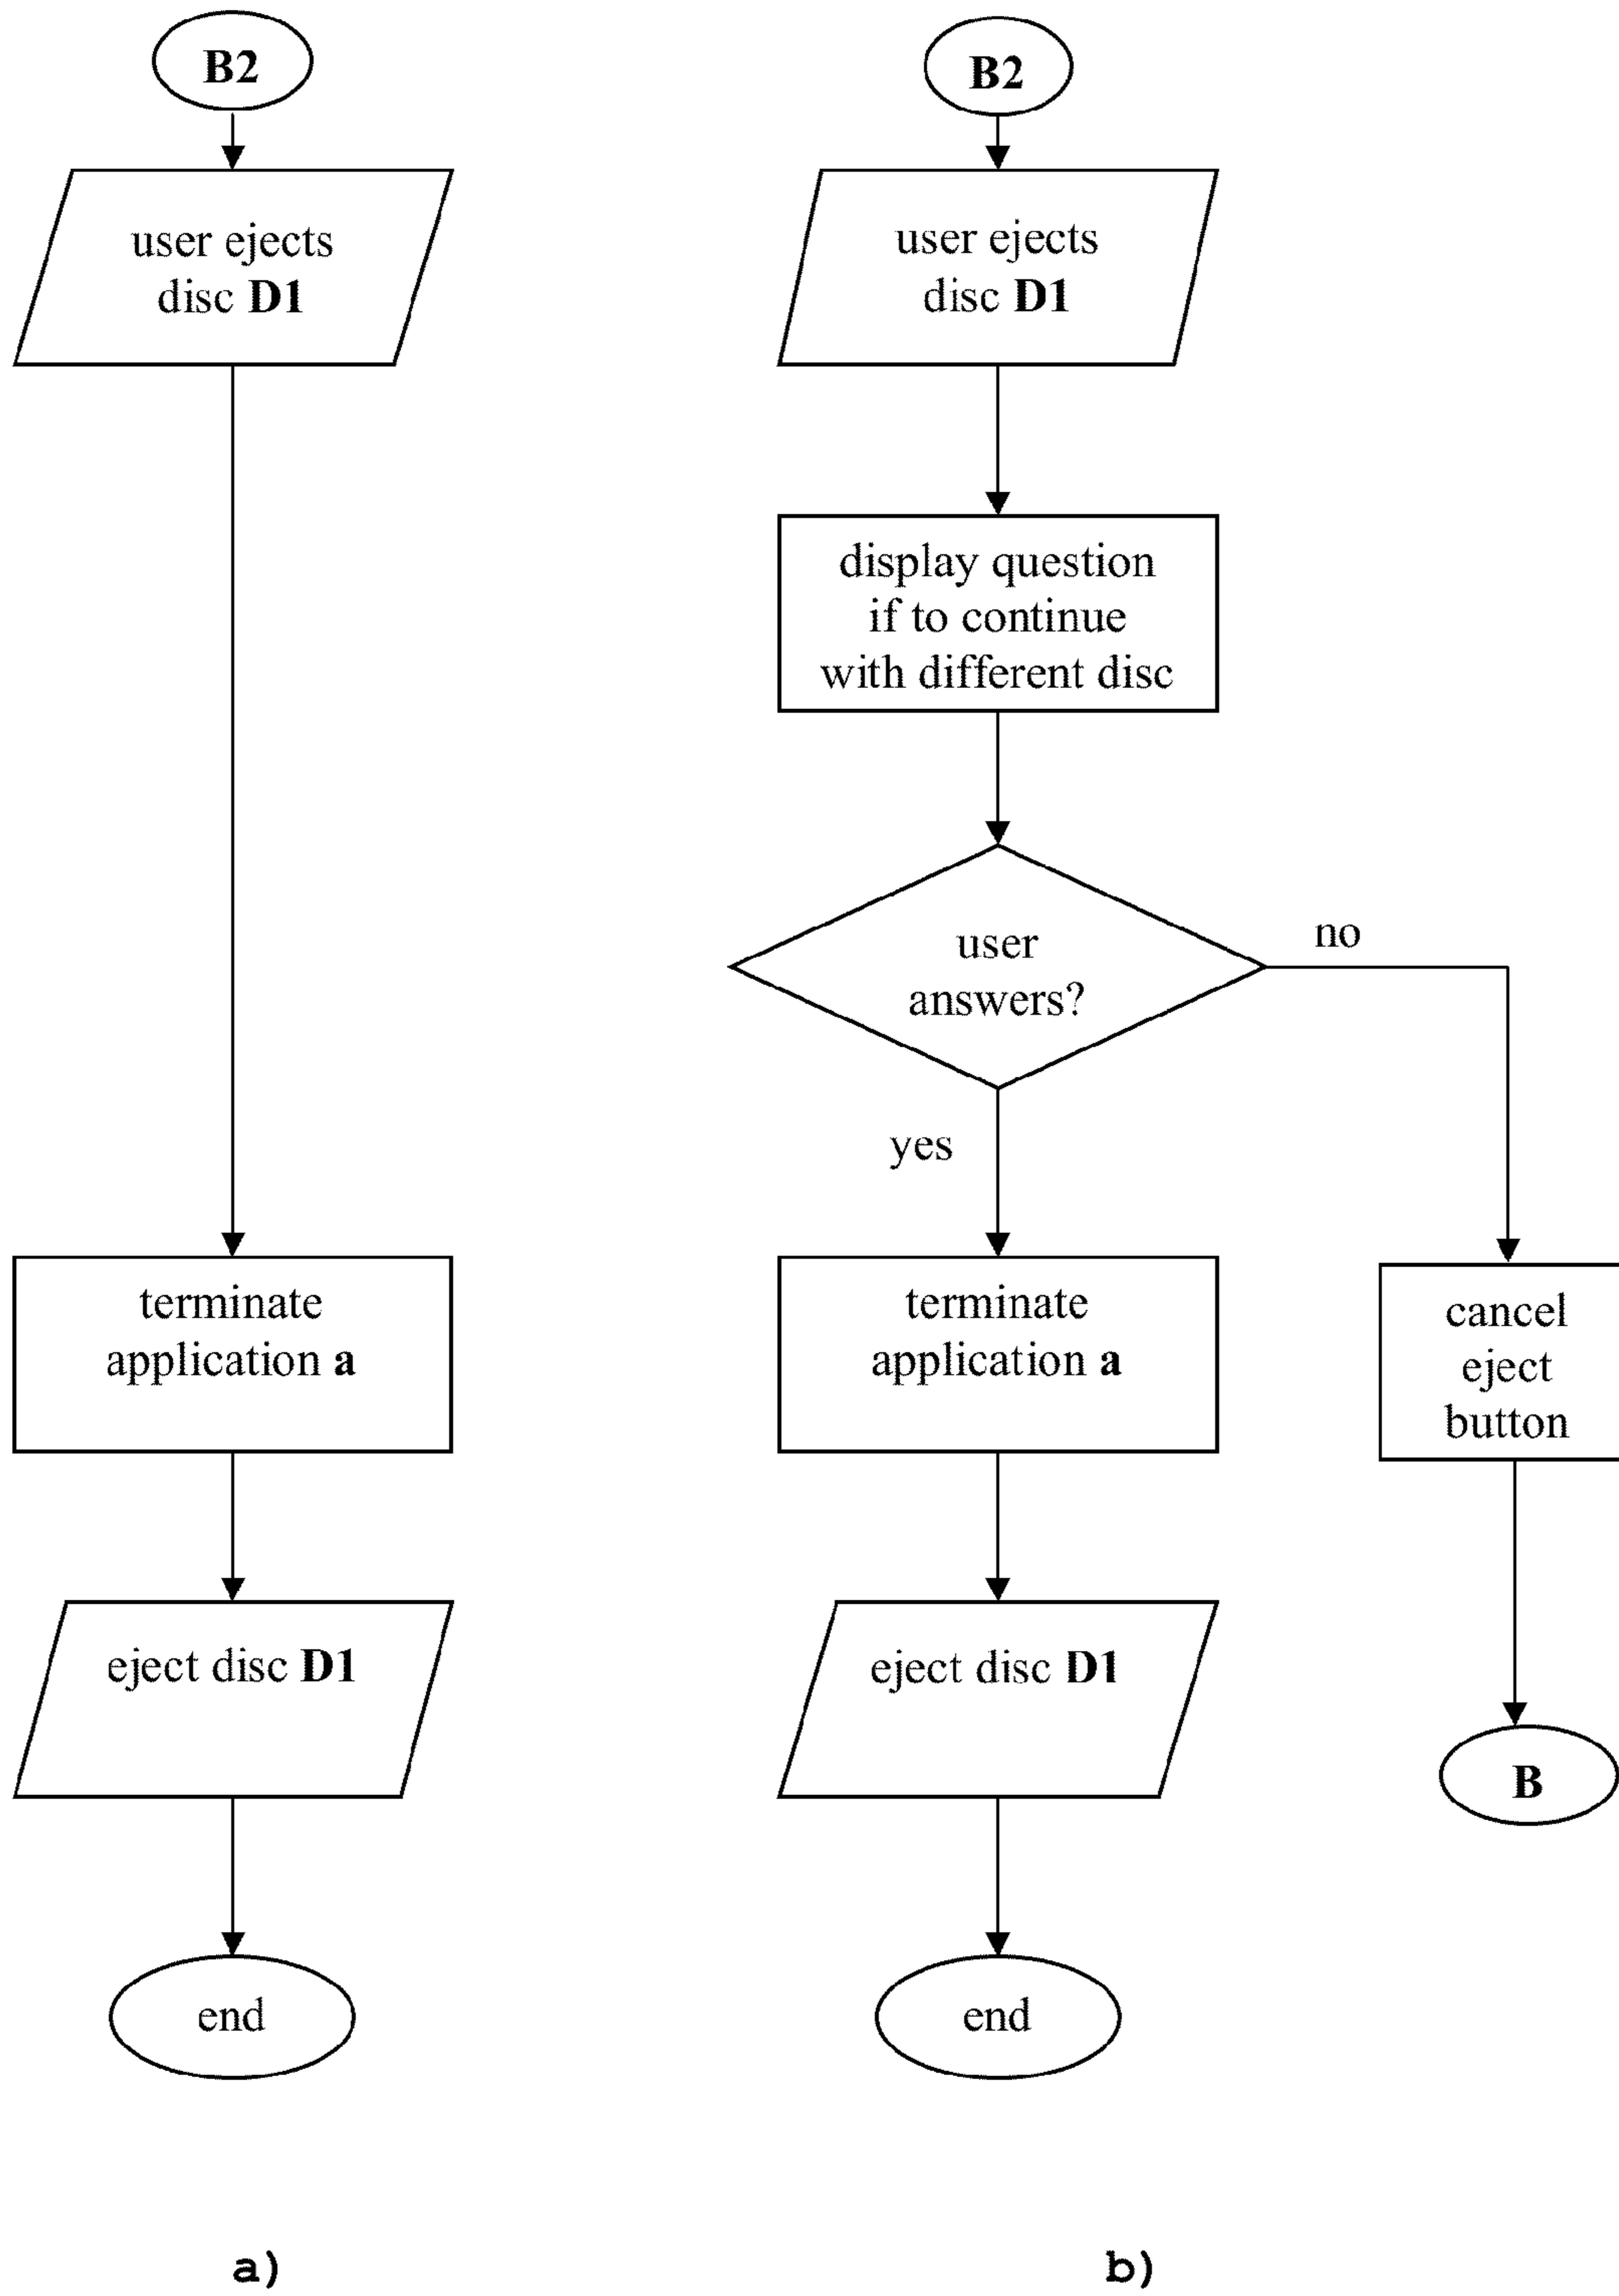 B2
user ejects
disc D1
terminate
application a
eject disc D1
end
a)
B2
user ejects
disc D1
display question
if to continue
with different disc
user
answers?
no
yes
terminate
application a
eject disc D1
end
cancel
eject
button
B
b)